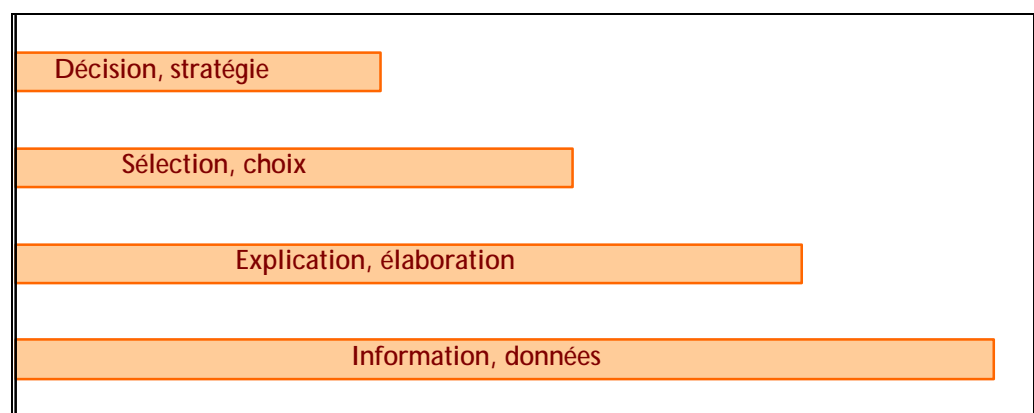 Décision, stratégie
Sélection, choix
Explication, élaboration
Information, données